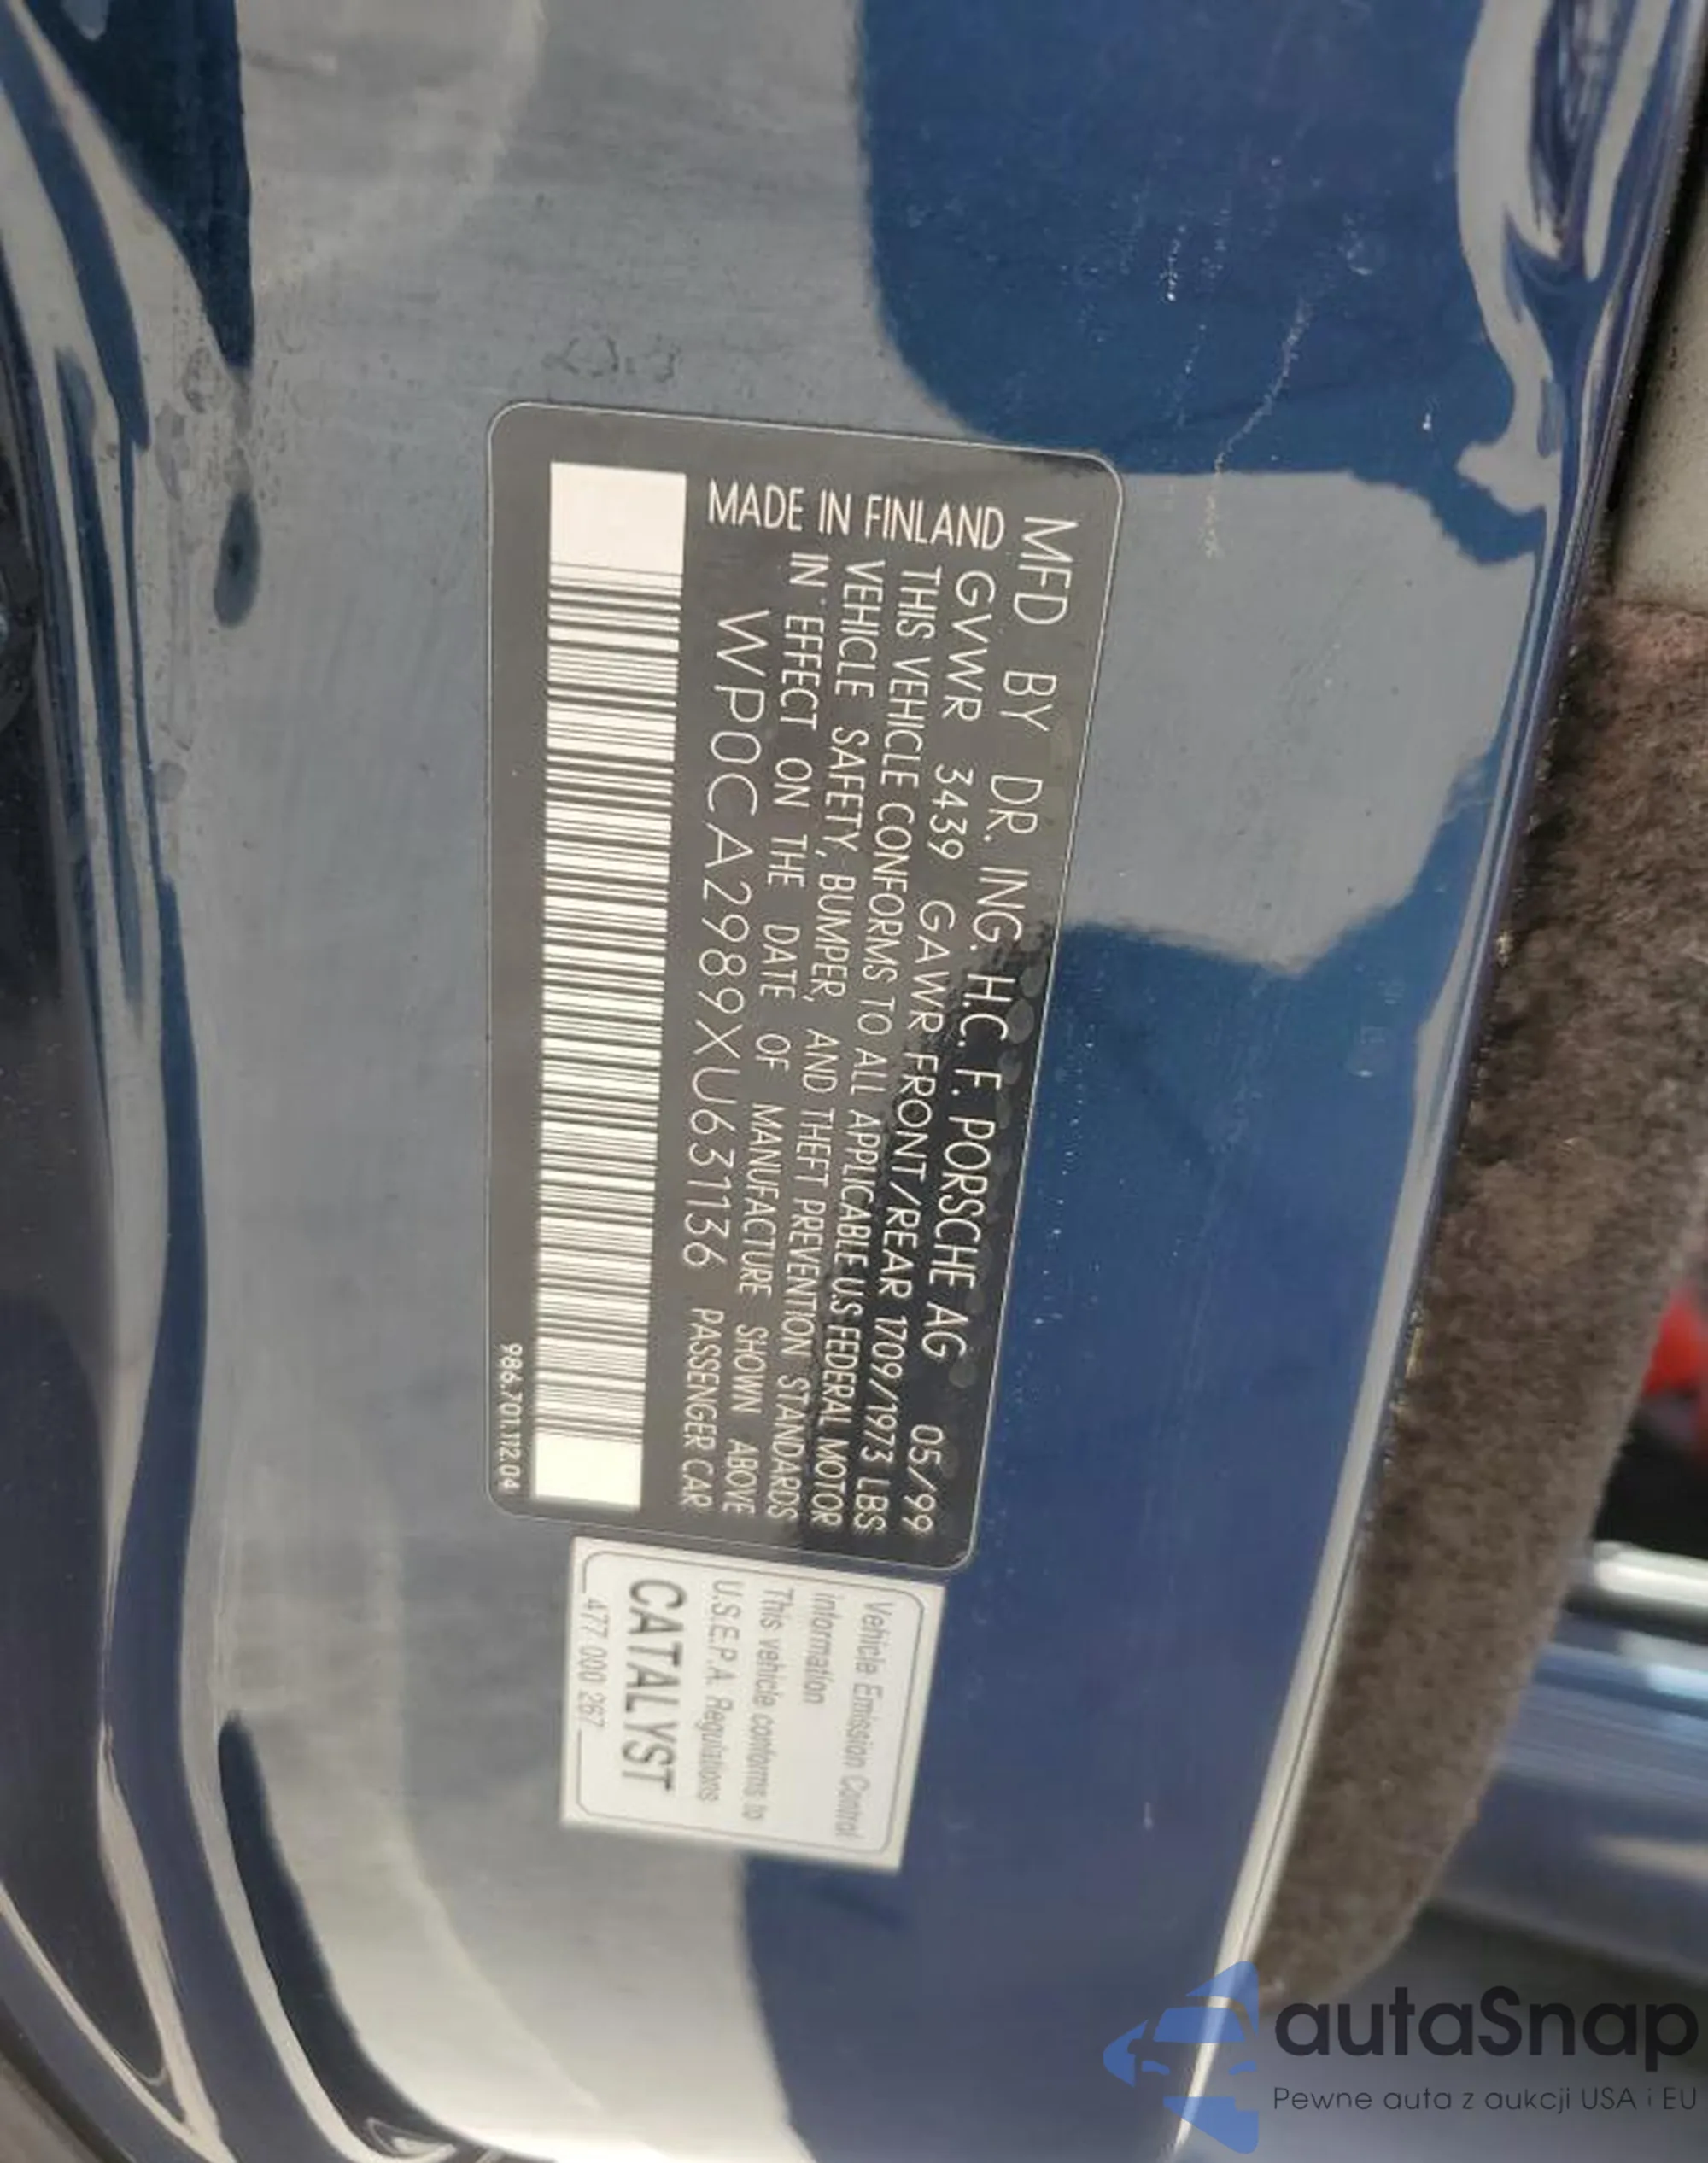 MFD BY DR. ING. H.C. F. PORSCHE AG 05/99
GVWR 3439 GAWR FRONT/REAR 1709/1973 LBS
THIS VEHICLE CONFORMS TO ALL APPLICABLE U.S FEDERAL MOTOR
VEHICLE SAFETY, BUMPER, AND THEFT PREVENTION STANDARDS
IN EFFECT ON THE DATE OF MANUFACTURE SHOWN ABOVE
MADE IN FINLAND
WP0CA2989XU631136 PASSENGER CAR
986.701.112.04
Vehicle Emission Control
Information
This vehicle conforms to
U.S.E.P.A. Regulations
CATALYST
477 000 267
autaSnap
Pewne auta z aukcji USA i EU